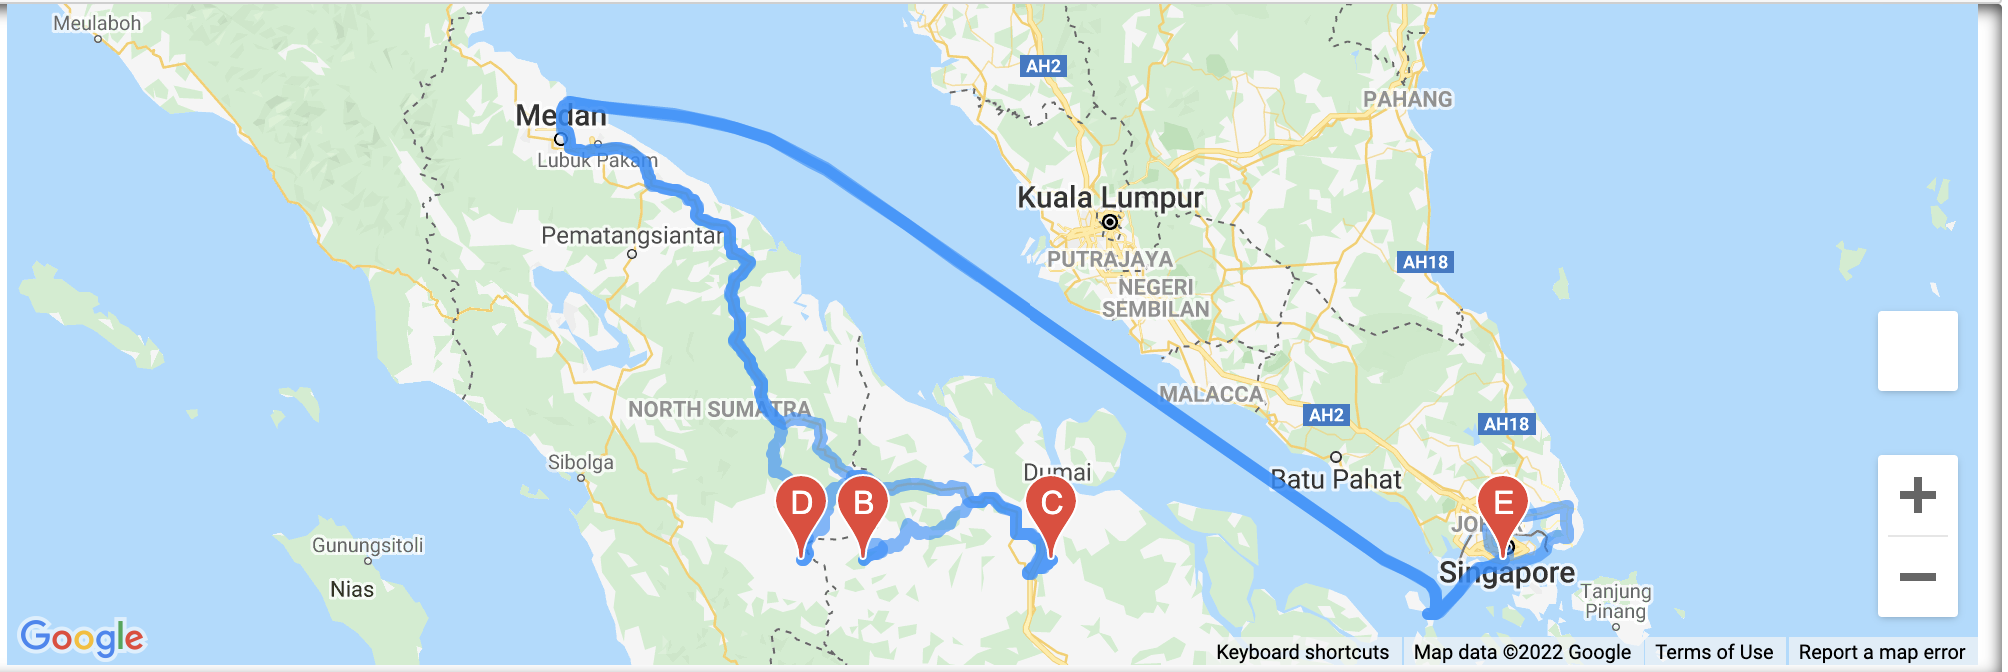 Meulaboh
AH2
PAHANG
Medan
Lubuk Pakam
Kuala Lumpur
Pematangsiantar
PUTRAJAYA
AH18
NEGERI
SEMBILAN
MALACCA
NORTH SUMATRA
AH2
AH18
Sibolga
Dumai
Batu Pahat
D
B
C
E
Gunungsitoli
Nias
Singapore
Tanjung
Pinang
Google
Keyboard shortcuts
Map data ©2022 Google
Terms of Use
Report a map error